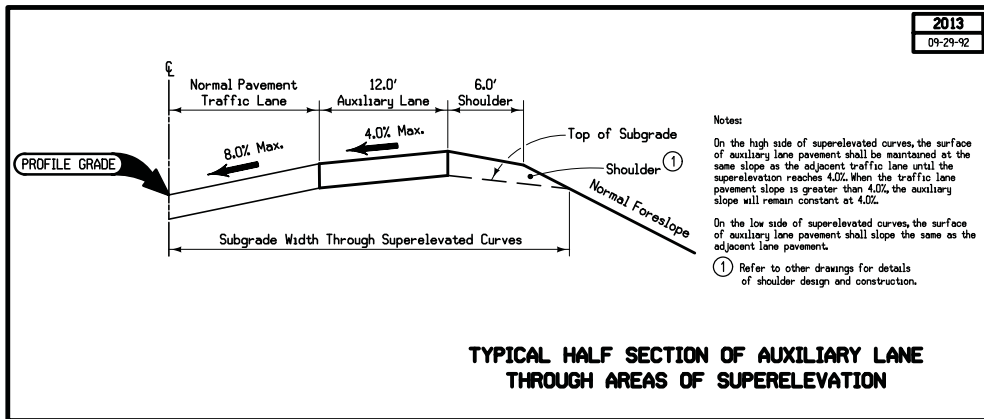 2013
09-29-92
℄
Normal Pavement
Traffic Lane
12.0'
Auxiliary Lane
6.0'
Shoulder
8.0% Max.
4.0% Max.
Top of Subgrade
Shoulder 1
PROFILE GRADE
Normal Foreslope
Subgrade Width Through Superelevated Curves
Notes:
On the high side of superelevated curves, the surface
of auxiliary lane pavement shall be maintained at the
same slope as the adjacent traffic lane until the
superelevation reaches 4.0%. When the traffic lane
pavement slope is greater than 4.0%, the auxiliary
slope will remain constant at 4.0%.
On the low side of superelevated curves, the surface
of auxiliary lane pavement shall slope the same as the
adjacent lane pavement.
1 Refer to other drawings for details
of shoulder design and construction.
TYPICAL HALF SECTION OF AUXILIARY LANE
THROUGH AREAS OF SUPERELEVATION